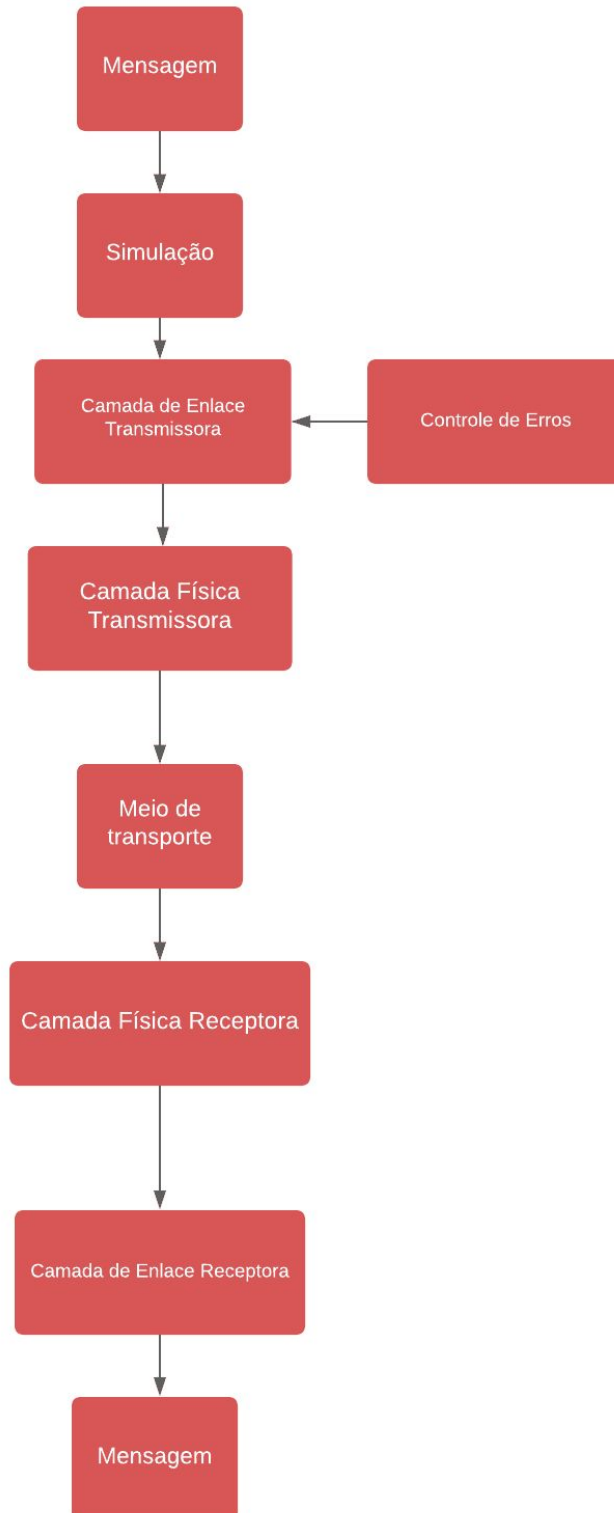 Mensagem
Simulação
Camada de Enlace
Transmissora
Controle de Erros
Camada Física
Transmissora
Meio de
transporte
Camada Física Receptora
Camada de Enlace Receptora
Mensagem